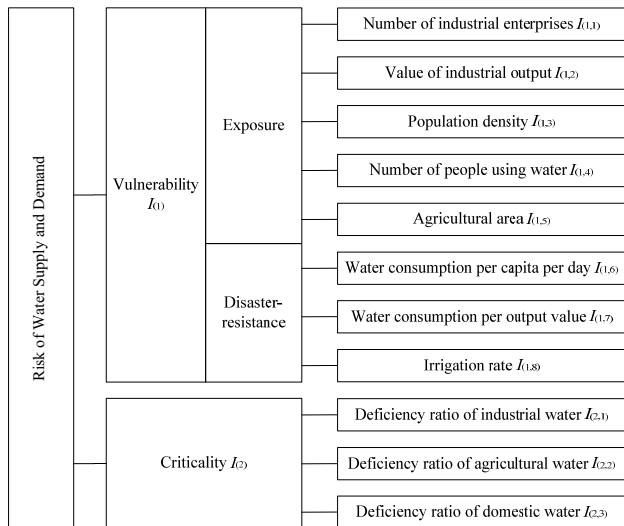 Risk of Water Supply and Demand
Vulnerability
I(1)
Exposure
Disaster-
resistance
Number of industrial enterprises I(1,1)
Value of industrial output I(1,2)
Population density I(1,3)
Number of people using water I(1,4)
Agricultural area I(1,5)
Water consumption per capita per day I(1,6)
Water consumption per output value I(1,7)
Irrigation rate I(1,8)
Criticality I(2)
Deficiency ratio of industrial water I(2,1)
Deficiency ratio of agricultural water I(2,2)
Deficiency ratio of domestic water I(2,3)